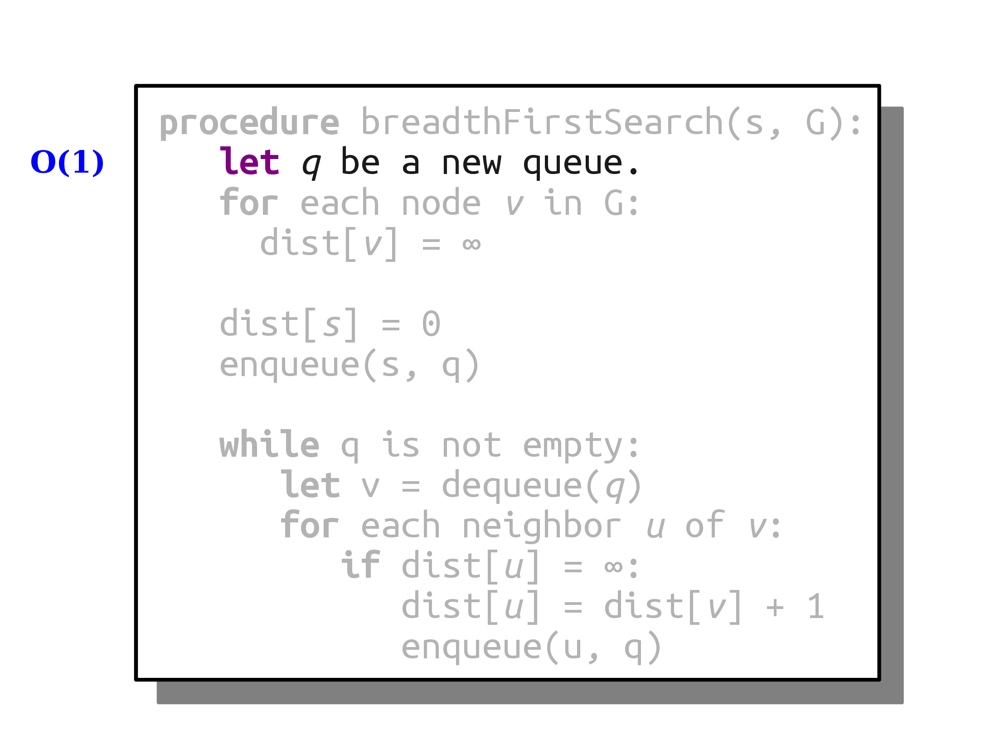 procedure breadthFirstSearch(s, G):
O(1) let q be a new queue.
for each node v in G:
dist[v] = ∞
dist[s] = 0
enqueue(s, q)
while q is not empty:
let v = dequeue(q)
for each neighbor u of v:
if dist[u] = ∞:
dist[u] = dist[v] + 1
enqueue(u, q)